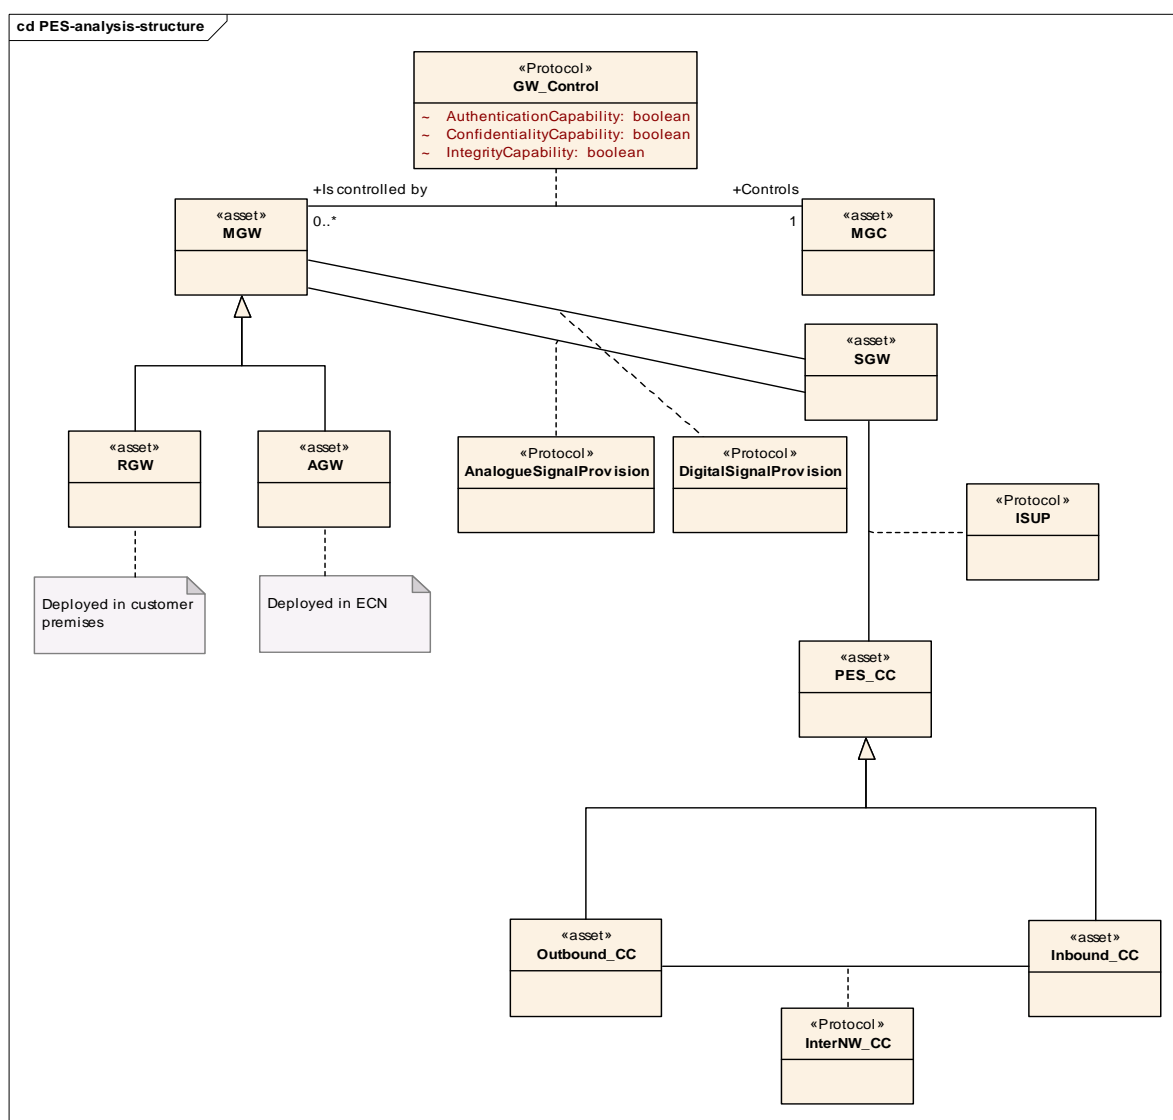 cd PES-analysis-structure
«Protocol»
GW_Control
~ AuthenticationCapability: boolean
~ ConfidentialityCapability: boolean
~ IntegrityCapability: boolean
+Is controlled by
+Controls
0..*
1
«asset»
MGW
«asset»
MGC
«asset»
SGW
«asset»
RGW
«asset»
AGW
«Protocol»
AnalogueSignalProvision
«Protocol»
DigitalSignalProvision
«Protocol»
ISUP
Deployed in customer
premises
Deployed in ECN
«asset»
PES_CC
«asset»
Outbound_CC
«asset»
Inbound_CC
«Protocol»
InterNW_CC